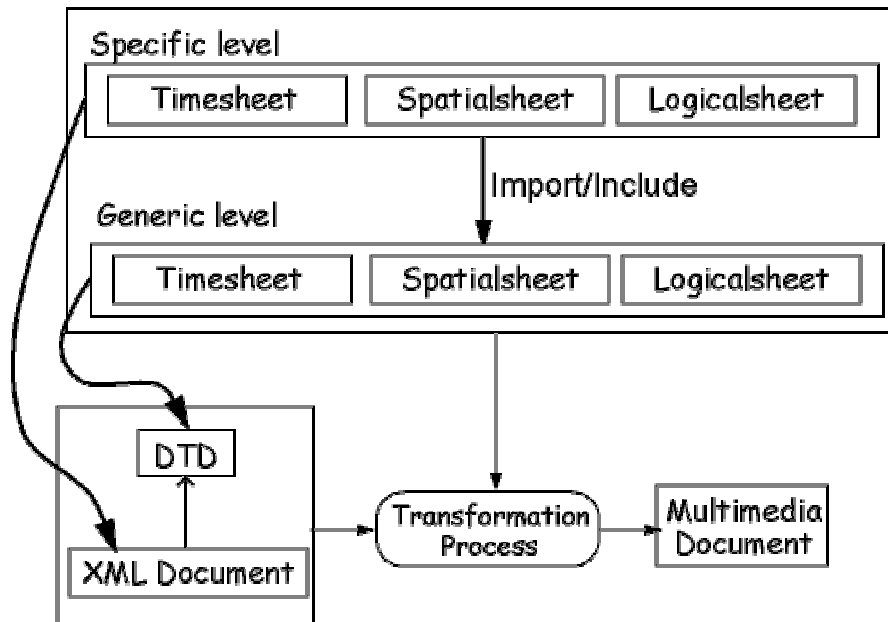 Specific level
Timesheet
Spatialsheet
Logicalsheet
Import/Include
Generic level
Timesheet
Spatialsheet
Logicalsheet
DTD
XML Document
Transformation
Process
Multimedia
Document